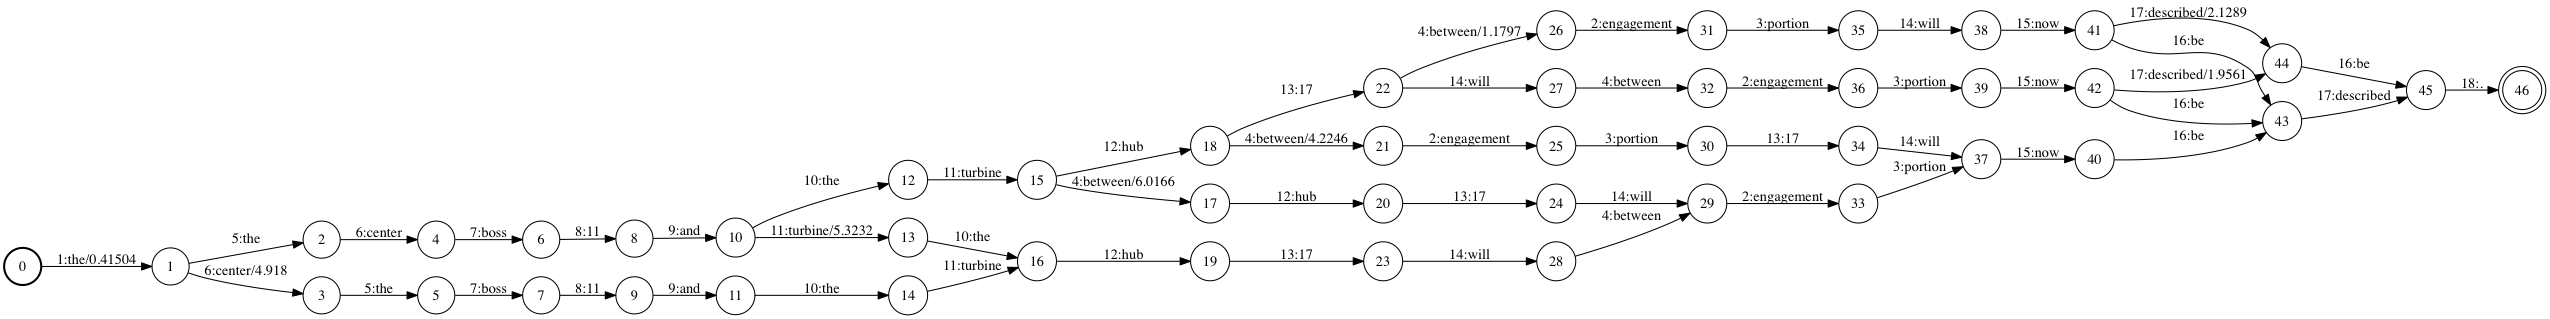 26 2:engagement 31 3:portion 35 14:will 38 15:now 41 17:described/2.1289
4:between/1.1797 16:be 44 16:be
22 14:will 27 4:between 32 2:engagement 36 3:portion 39 15:now 42 17:described/1.9561 45 18:. 46
13:17 16:be 43 17:described
12:hub 18 4:between/4.2246 21 2:engagement 25 3:portion 30 13:17 34 14:will 16:be
10:the 12 11:turbine 15 4:between/6.0166 3:portion 37 15:now 40
17 12:hub 20 13:17 24 14:will 29 2:engagement 33
5:the 2 6:center 4 7:boss 6 8:11 8 9:and 10 11:turbine/5.3232 13 10:the 4:between
0 1:the/0.41504 1 6:center/4.918 11:turbine 16 12:hub 19 13:17 23 14:will 28
3 5:the 5 7:boss 7 8:11 9 9:and 11 10:the 14